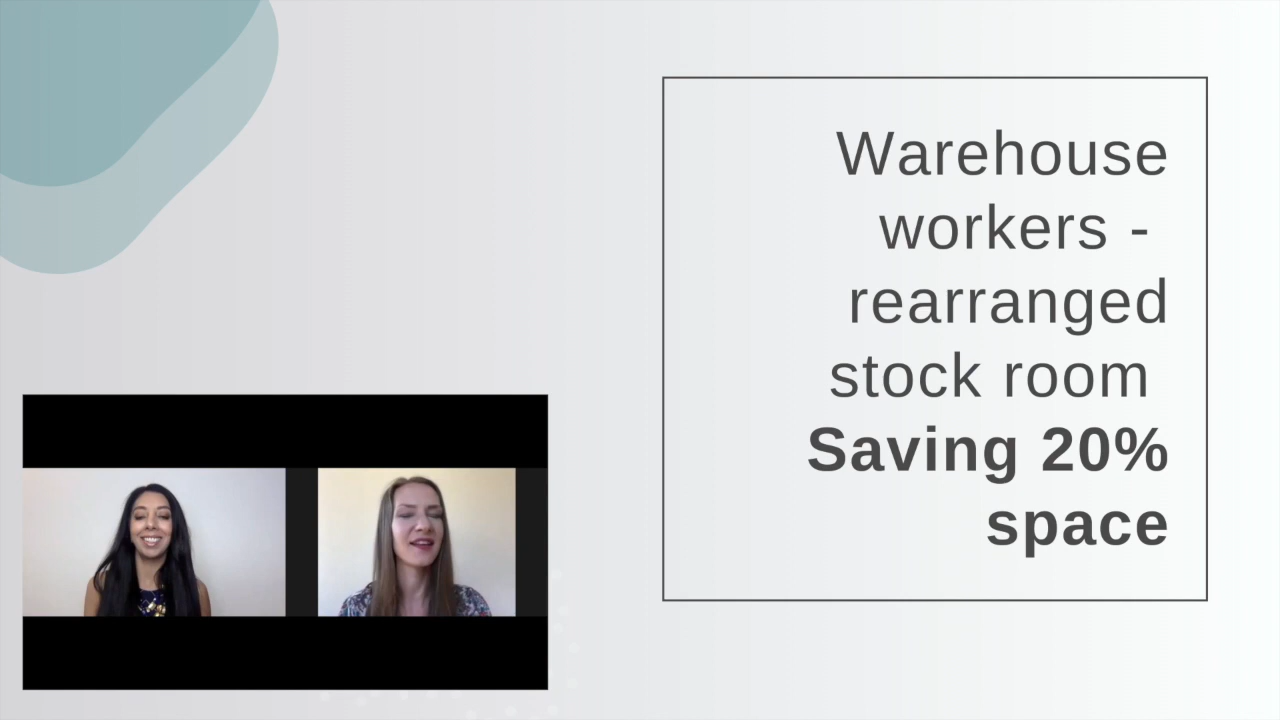 Warehouse
workers -
rearranged
stock room
Saving 20%
space